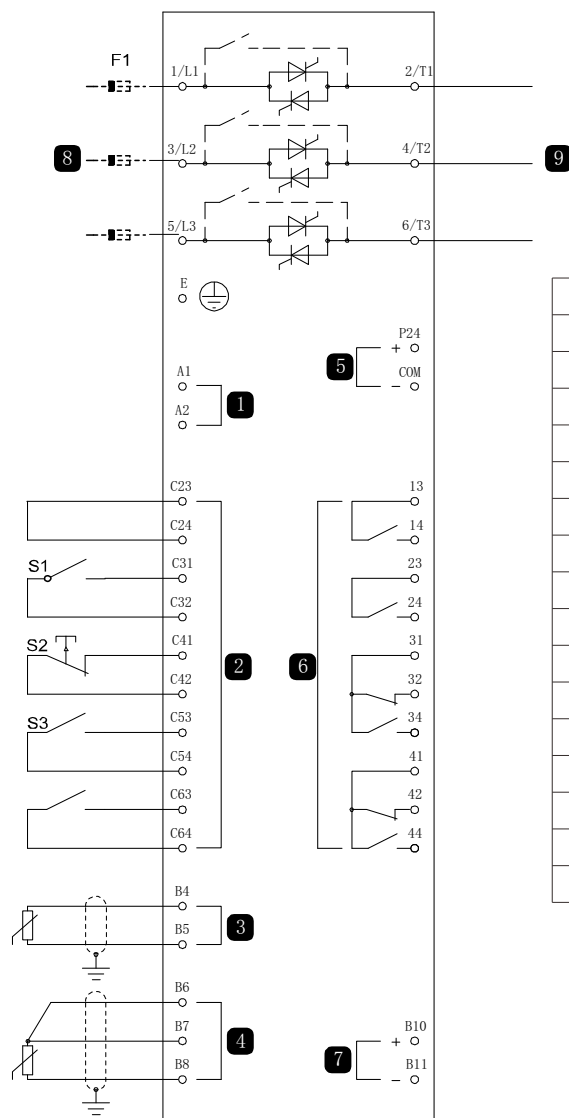 F1
1/L1
2/T1
8
3/L2
4/T2
9
5/L3
6/T3
E
P24
+
5
A1
COM
-
1
A2
C23
13
C24
14
S1
C31
23
C32
24
S2
C41
31
2
6
C42
32
S3
C53
34
C54
41
C63
42
C64
44
B4
3
B5
B6
B7
B10
4
7
+
B8
B11
-